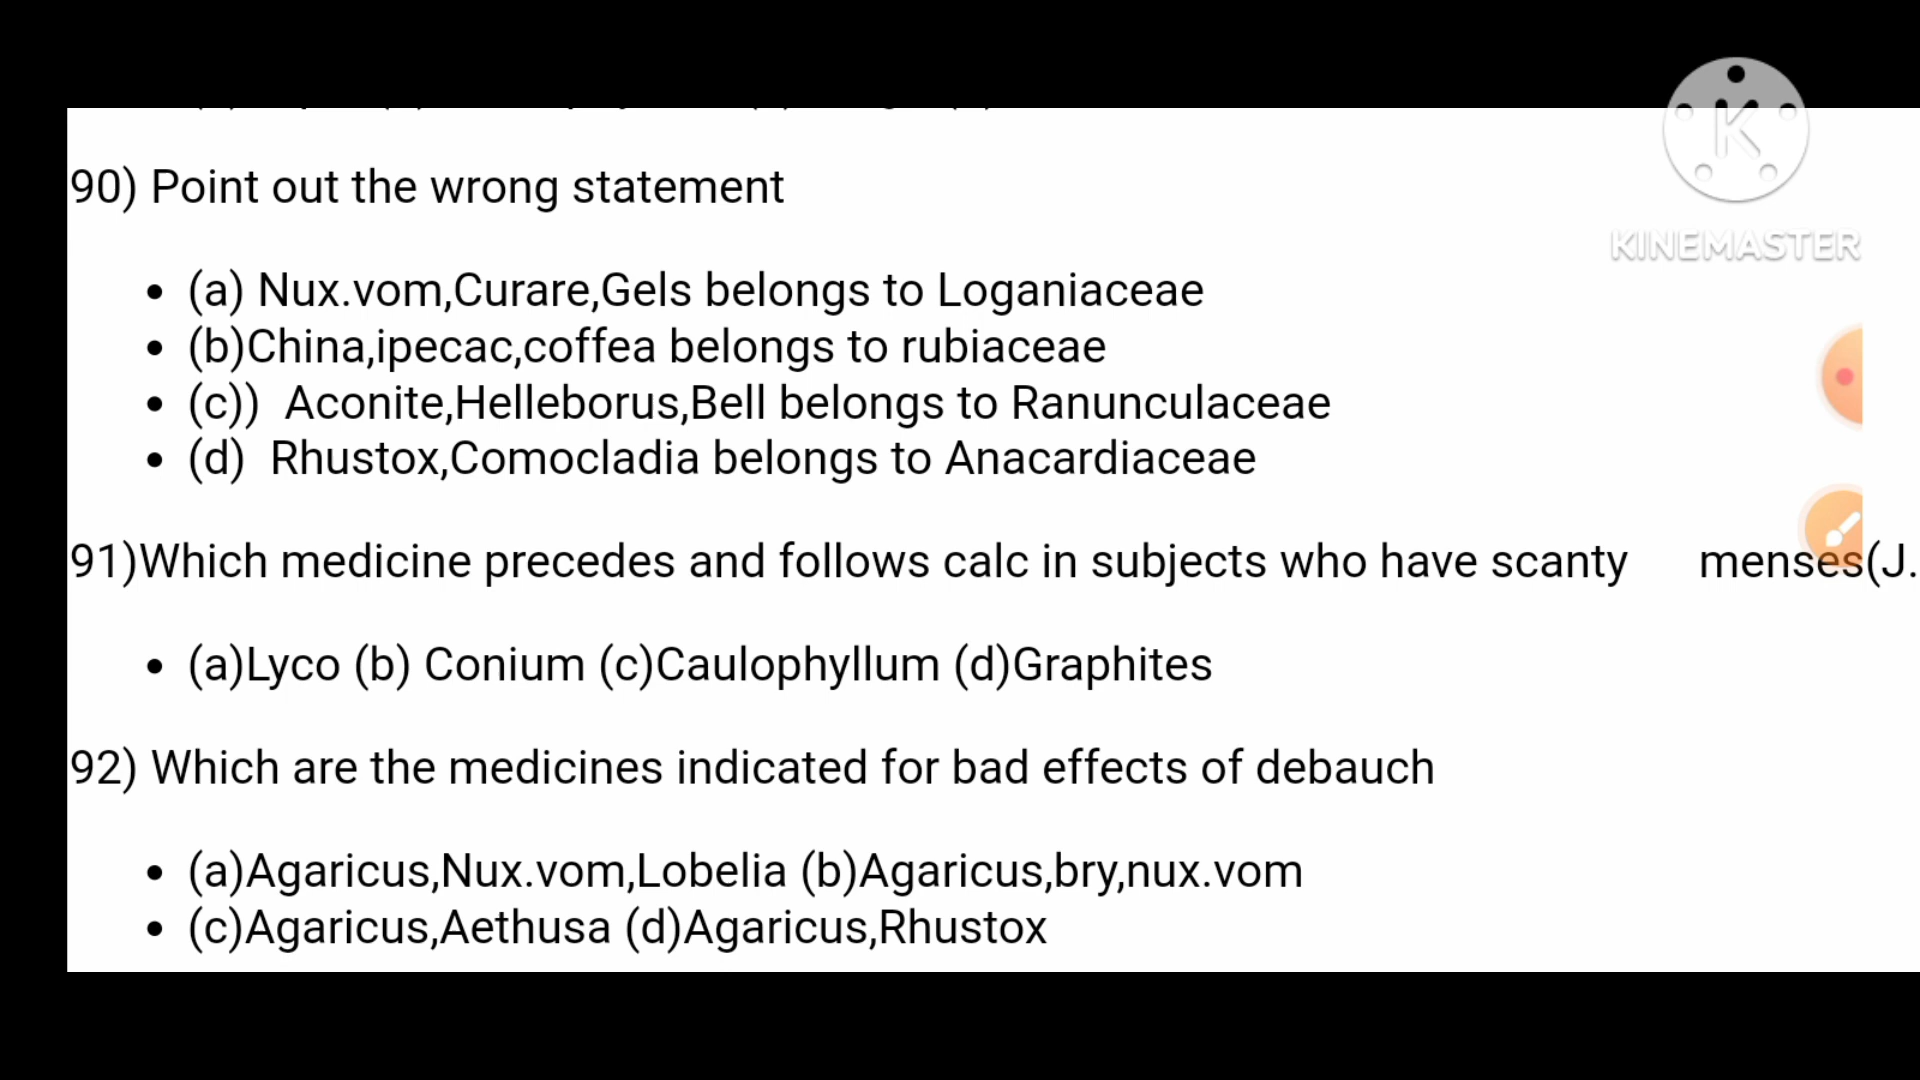 K
KINEMASTER
90) Point out the wrong statement
• (a) Nux.vom,Curare,Gels belongs to Loganiaceae
• (b)China,ipecac,coffea belongs to rubiaceae
• (c)) Aconite,Helleborus,Bell belongs to Ranunculaceae
• (d) Rhustox,Comocladia belongs to Anacardiaceae
91)Which medicine precedes and follows calc in subjects who have scanty menses(J.
• (a)Lyco (b) Conium (c)Caulophyllum (d)Graphites
92) Which are the medicines indicated for bad effects of debauch
• (a)Agaricus,Nux.vom,Lobelia (b)Agaricus,bry,nux.vom
• (c)Agaricus,Aethusa (d)Agaricus,Rhustox